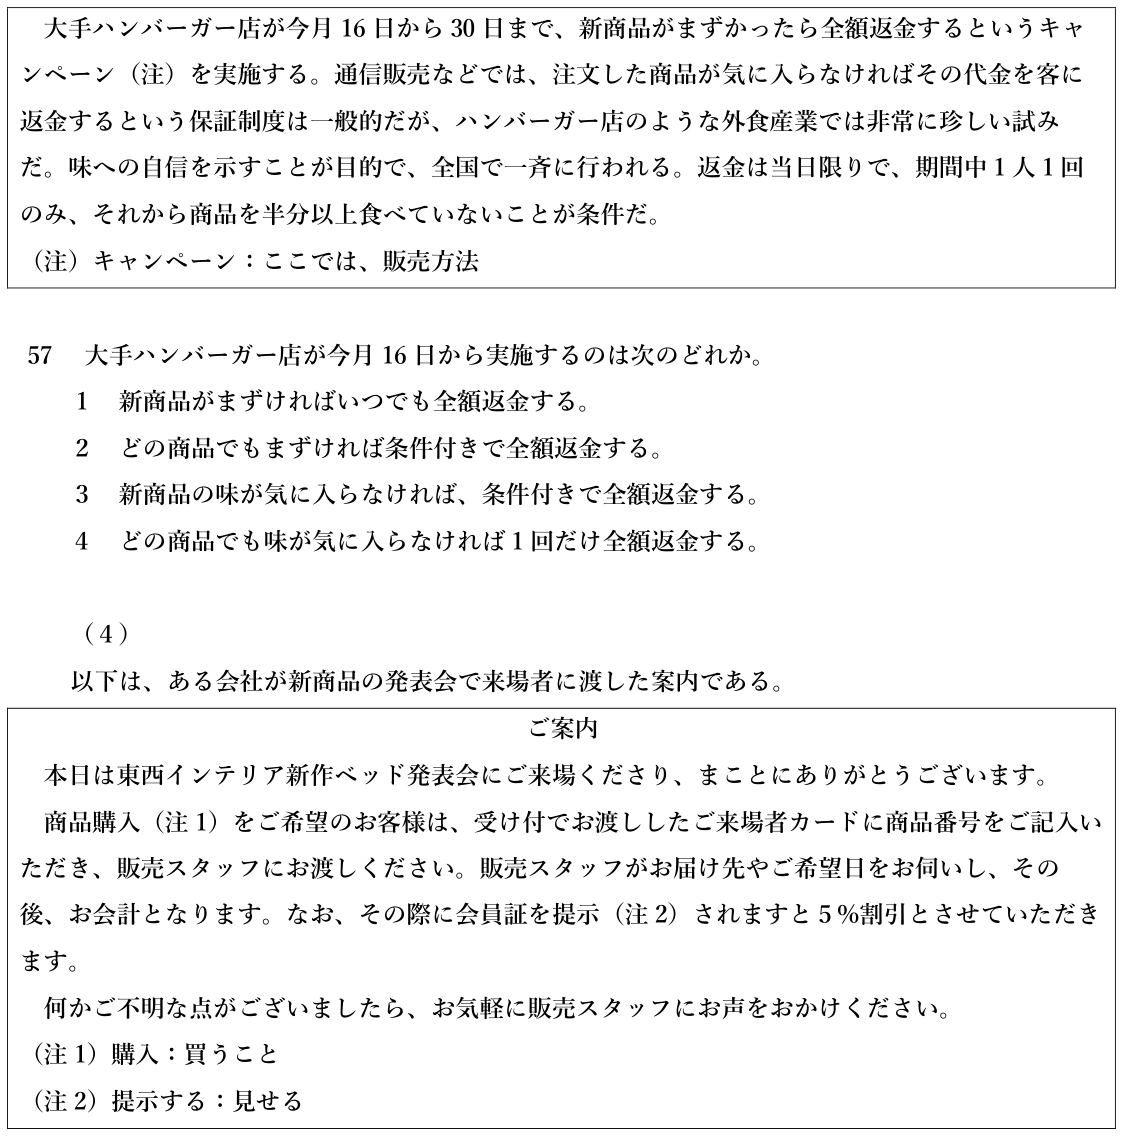 大手ハンバーガー店が今月 16 日から 30 日まで、新商品がまずかったら全額返金するというキャ
ンペーン（注）を実施する。通信販売などでは、注文した商品が気に入らなければその代金を客に
返金するという保証制度は一般的だが、ハンバーガー店のような外食産業では非常に珍しい試み
だ。味への自信を示すことが目的で、全国で一斉に行われる。返金は当日限りで、期間中１人１回
のみ、それから商品を半分以上食べていないことが条件だ。
（注）キャンペーン：ここでは、販売方法
57 大手ハンバーガー店が今月 16 日から実施するのは次のどれか。
1 新商品がまずければいつでも全額返金する。
2 どの商品でもまずければ条件付きで全額返金する。
3 新商品の味が気に入らなければ、条件付きで全額返金する。
4 どの商品でも味が気に入らなければ１回だけ全額返金する。
（４）
以下は、ある会社が新商品の発表会で来場者に渡した案内である。
ご案内
本日は東西インテリア新作ベッド発表会にご来場くださり、まことにありがとうございます。
商品購入（注 1）をご希望のお客様は、受け付でお渡ししたご来場者カードに商品番号をご記入い
ただき、販売スタッフにお渡しください。販売スタッフがお届け先やご希望日をお伺いし、その
後、お会計となります。なお、その際に会員証を提示（注 2）されますと５%割引とさせていただき
ます。
何かご不明な点がございましたら、お気軽に販売スタッフにお声をおかけください。
（注 1）購入：買うこと
（注 2）提示する：見せる